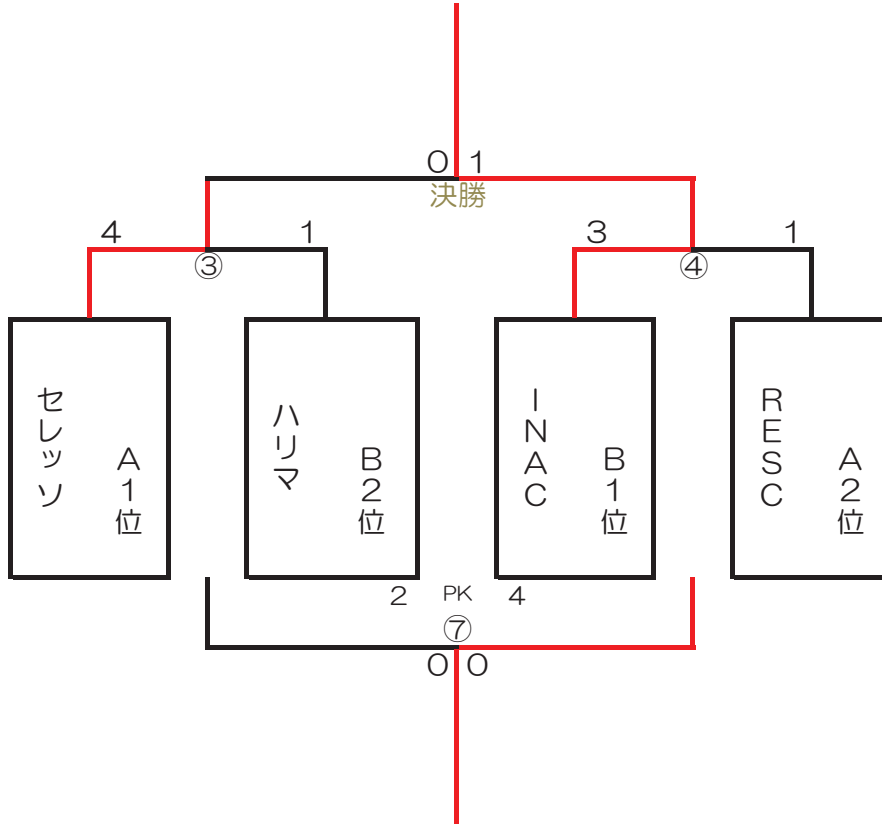 0 1
決勝
4 1 3 1
③ ④
セレッソ
A1位
ハリマ
B2位
INAC
B1位
RESC
A2位
2 PK 4
⑦
0 0